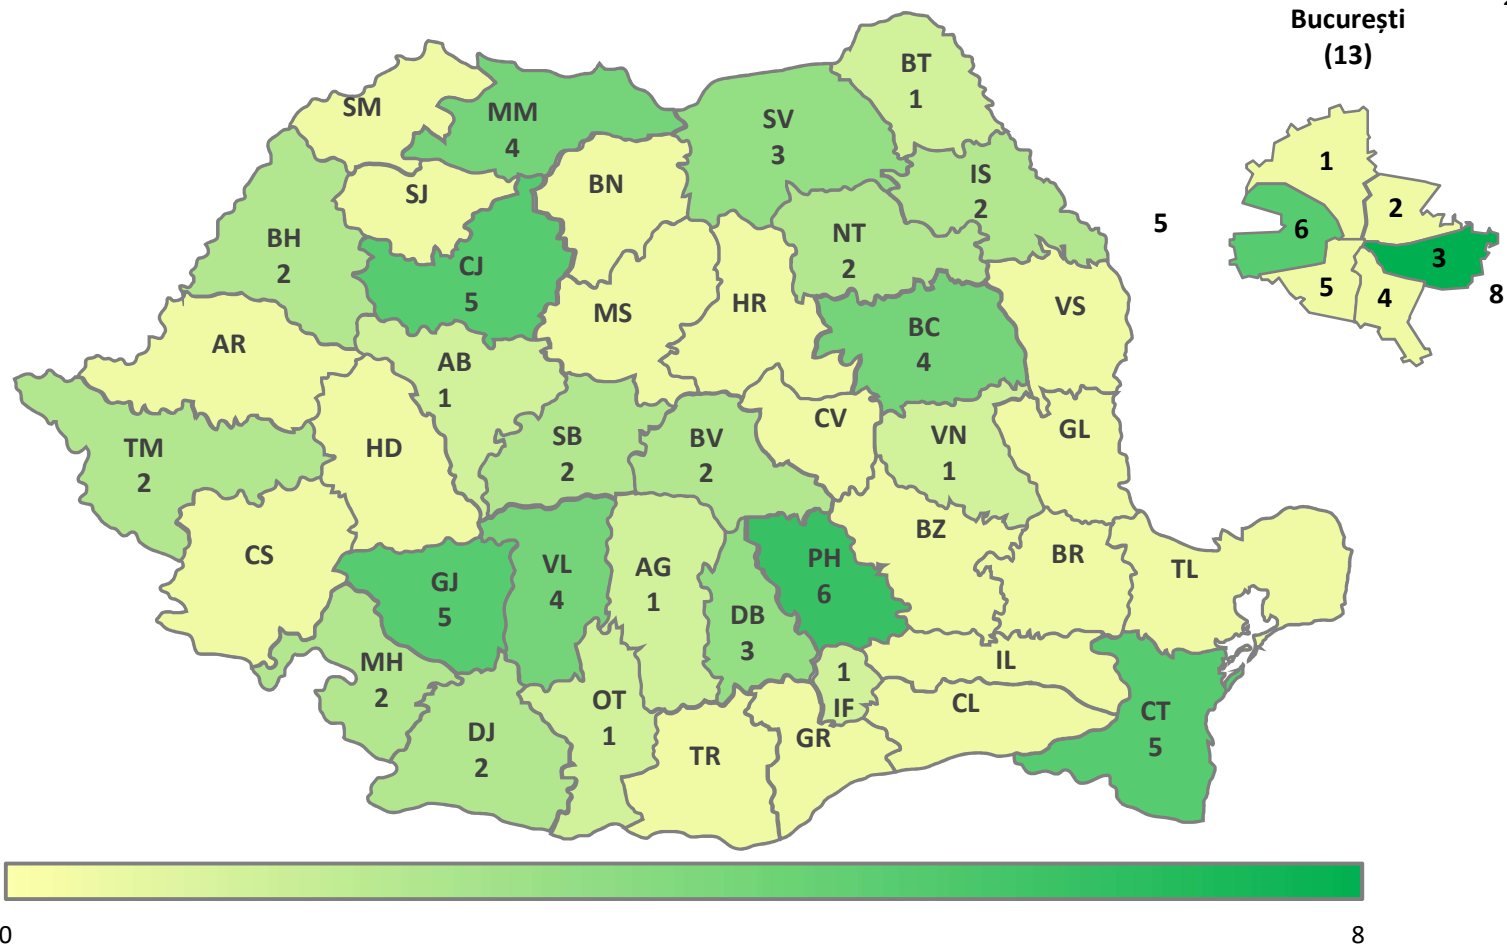 București
(13)
BT
1
SM
MM
4
SV
3
1
IS
2
SJ
BN
2
5
6
NT
2
BH
2
3
CJ
5
5
4
8
MS
HR
VS
BC
4
AR
AB
1
CV
GL
TM
2
HD
SB
2
BV
2
VN
1
BZ
CS
BR
TL
GJ
5
VL
4
AG
1
PH
6
DB
3
MH
2
1
IF
IL
OT
1
CL
CT
5
DJ
2
TR
GR
0
8